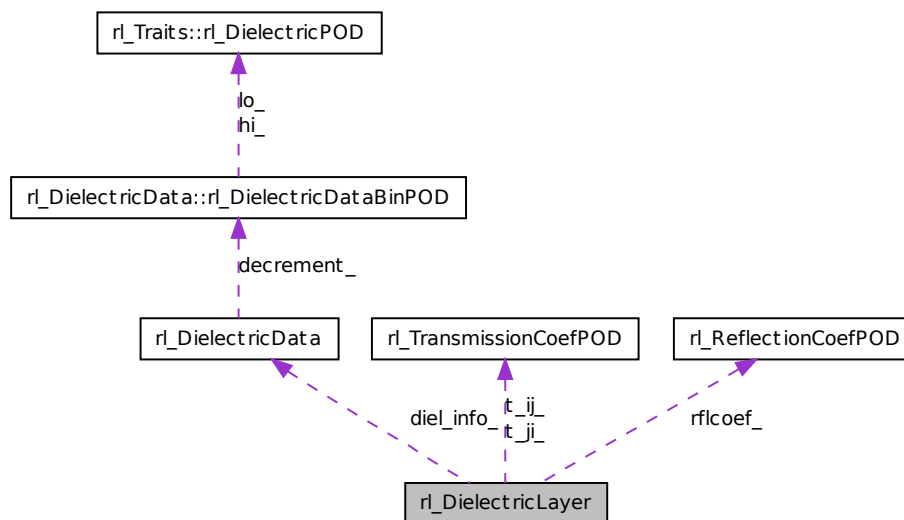 rl_Traits::rl_DielectricPOD
lo_
hi_
rl_DielectricData::rl_DielectricDataBinPOD
decrement_
rl_DielectricData
rl_TransmissionCoefPOD
rl_ReflectionCoefPOD
diel_info_
t_ij_
t_ji_
rflcoef_
rl_DielectricLayer